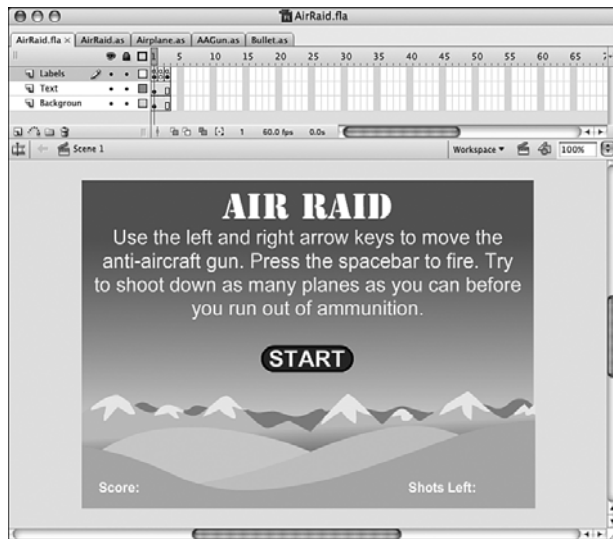 AirRaid.fla
AirRaid.fla × AirRaid.as Airplane.as AAGun.as Bullet.as
1 5 10 15 20 25 30 35 40 45 50 55 60 65
Labels
Text
Backgroun
1 60.0 fps 0.0s
Scene 1 Workspace 100%
AIR RAID
Use the left and right arrow keys to move the
anti-aircraft gun. Press the spacebar to fire. Try
to shoot down as many planes as you can before
you run out of ammunition.
START
Score: Shots Left: